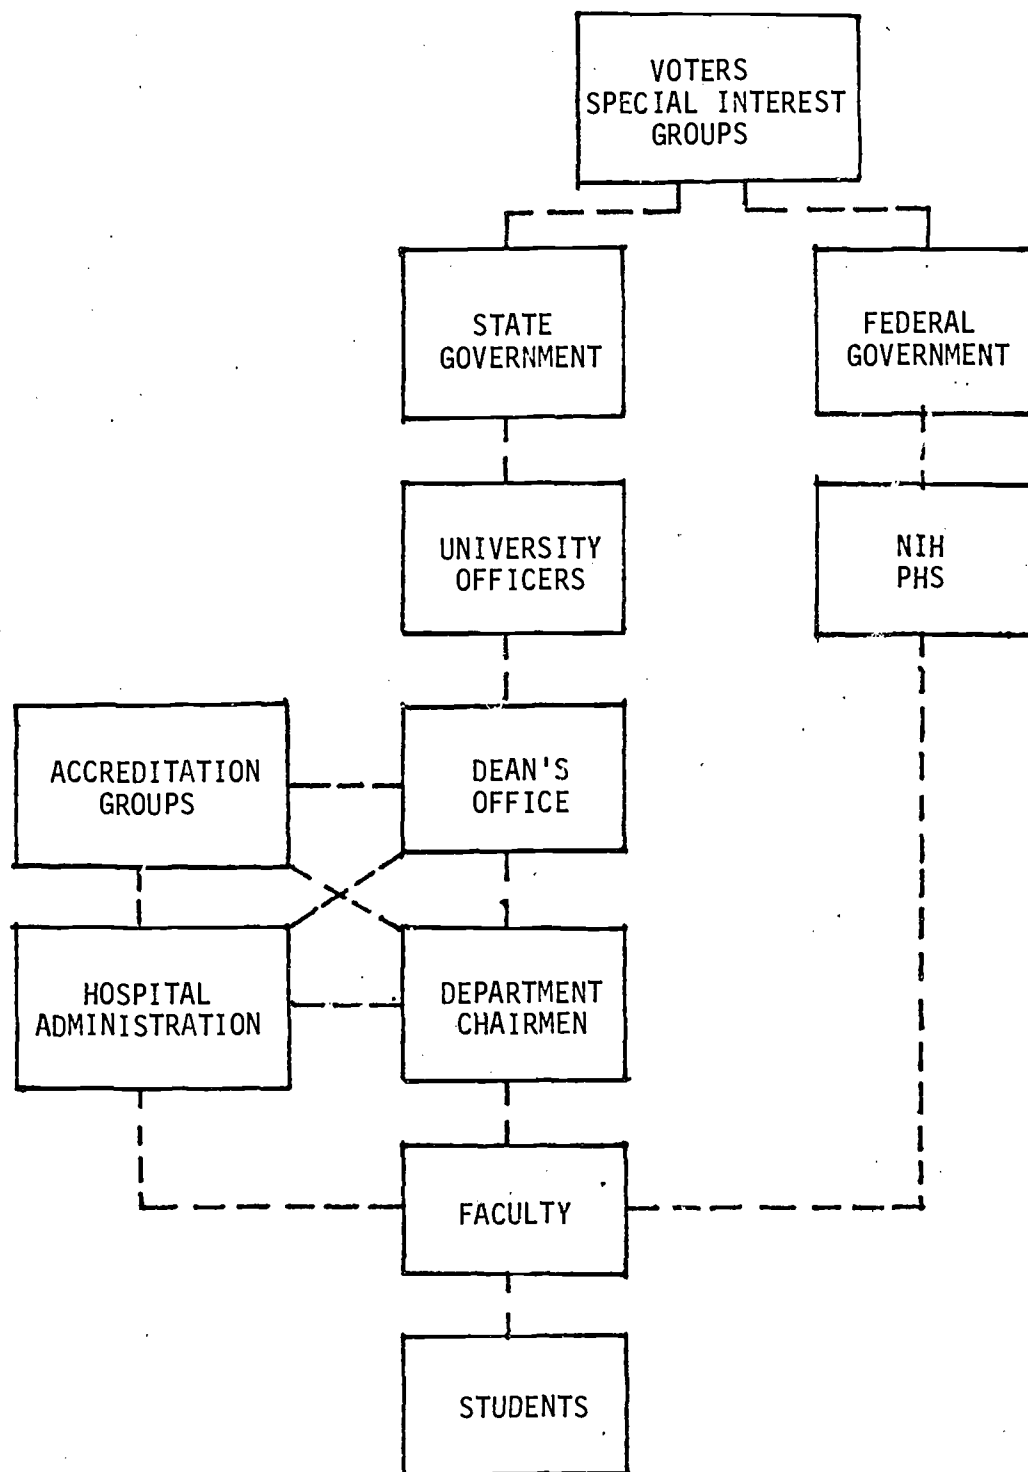 VOTERS
SPECIAL INTEREST
GROUPS
STATE
GOVERNMENT
FEDERAL
GOVERNMENT
UNIVERSITY
OFFICERS
NIH
PHS
ACCREDITATION
GROUPS
DEAN'S
OFFICE
HOSPITAL
ADMINISTRATION
DEPARTMENT
CHAIRMEN
FACULTY
STUDENTS